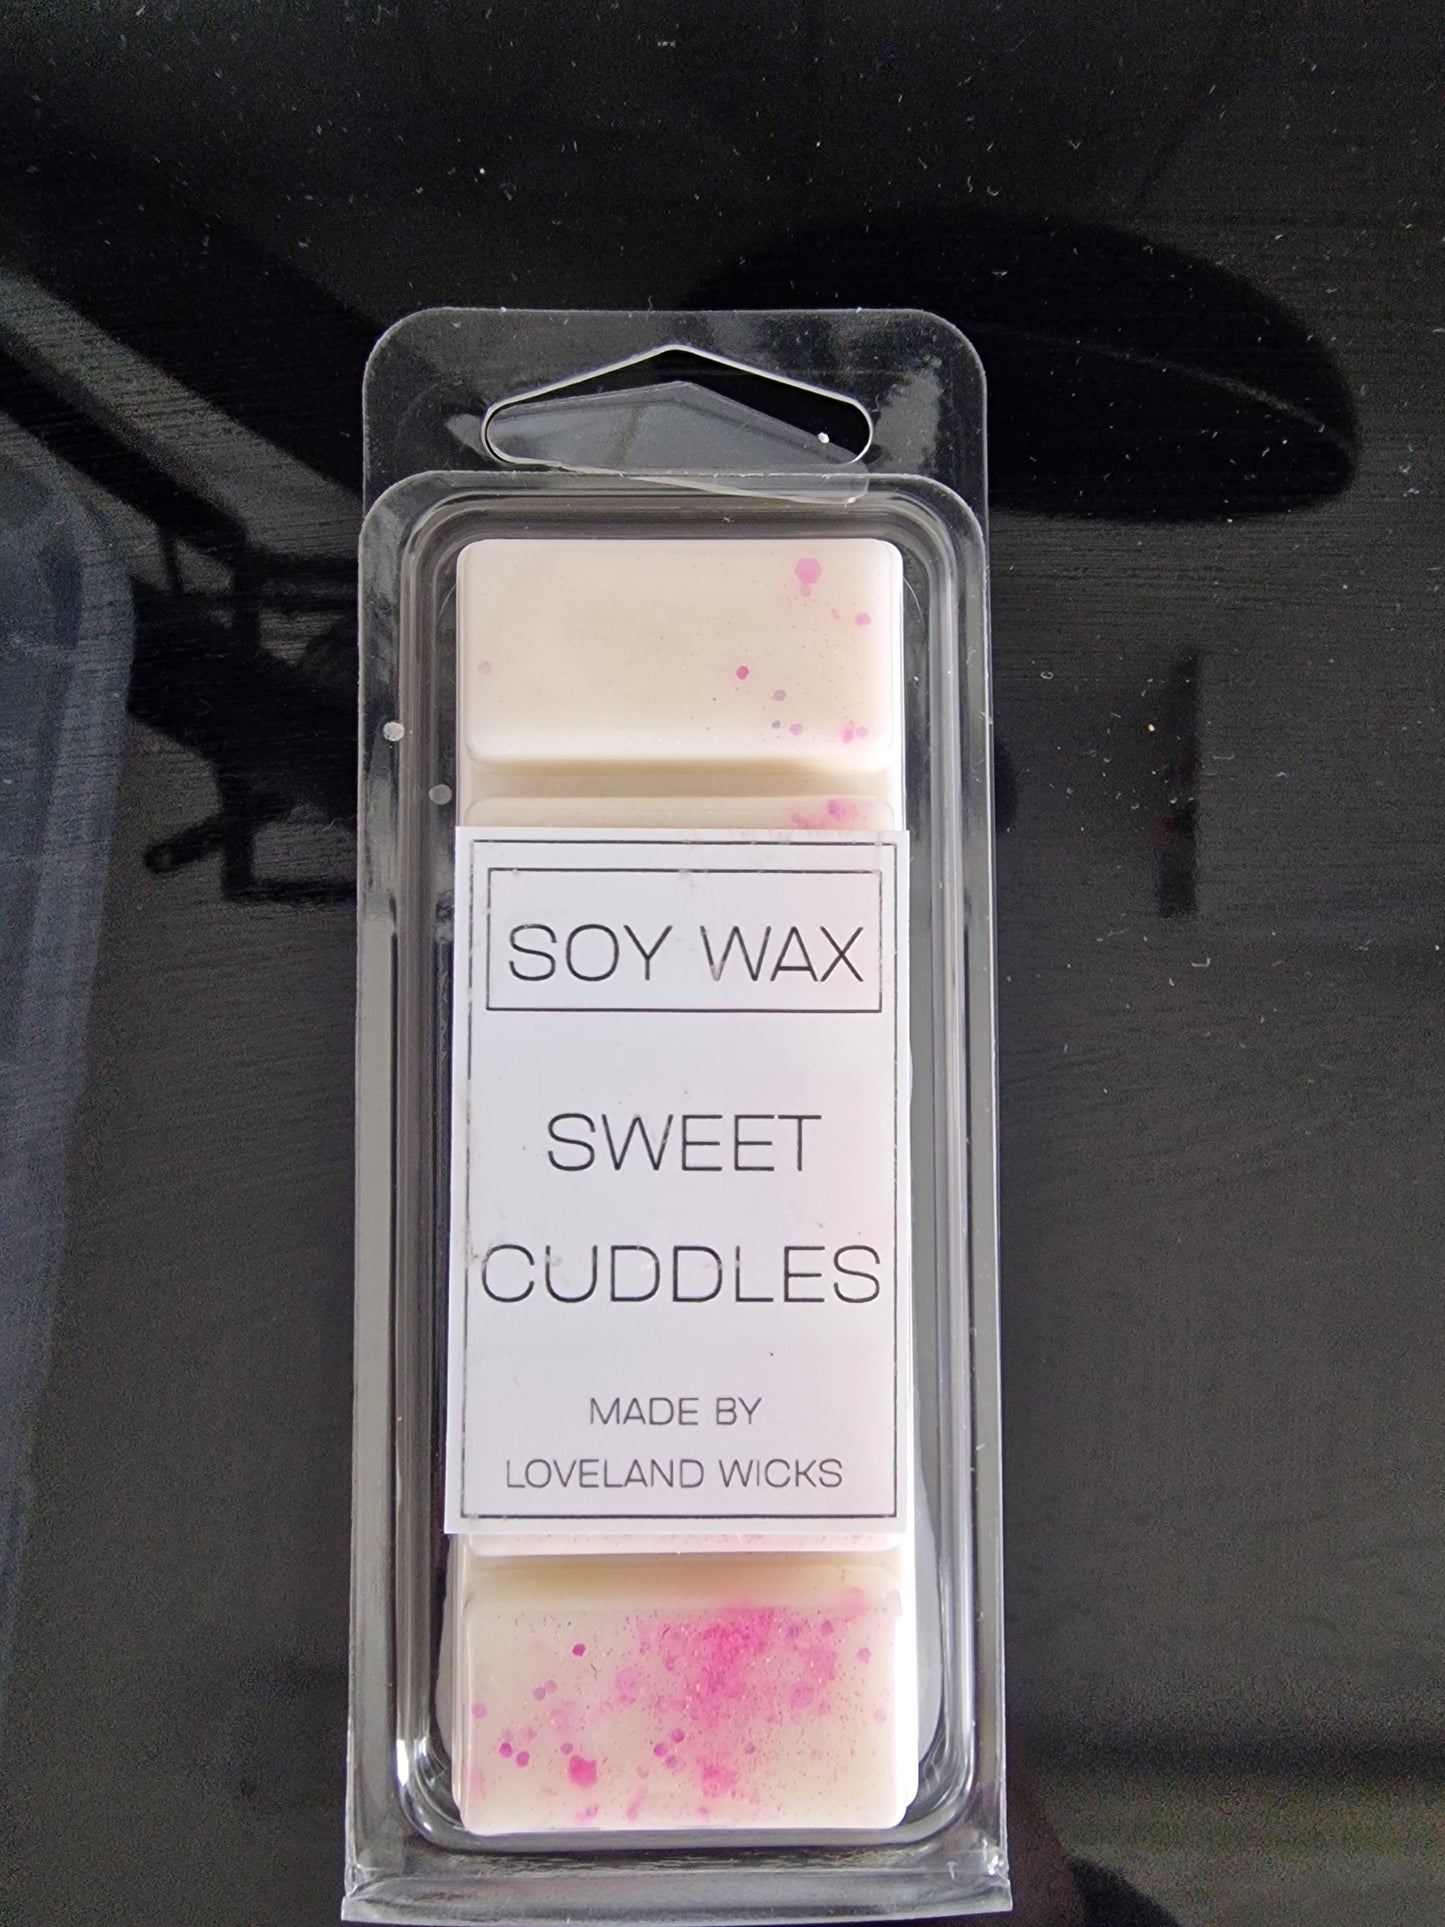 SOY WAX
SWEET
CUDDLES
MADE BY
LOVELAND WICKS